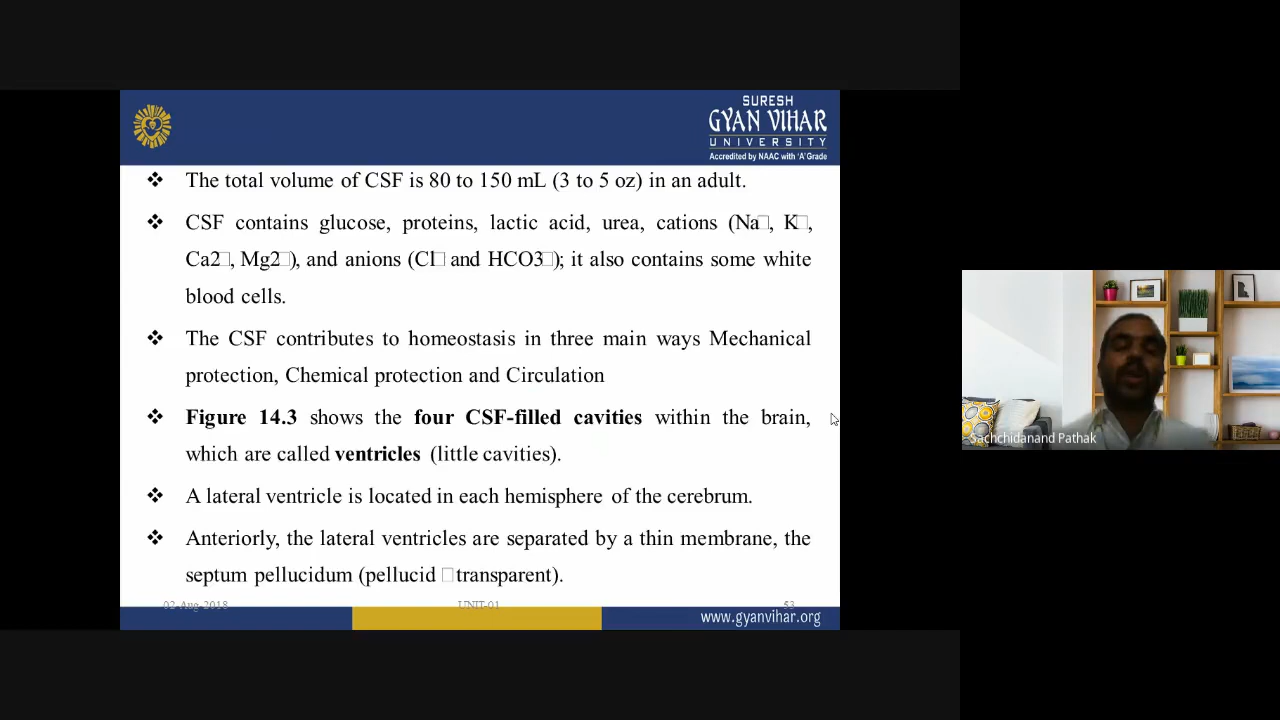 SURESH
GYAN VIHAR
UNIVERSITY
Accredited by NAAC with 'A' Grade
❖ The total volume of CSF is 80 to 150 mL (3 to 5 oz) in an adult.
❖ CSF contains glucose, proteins, lactic acid, urea, cations (Na□, K□,
Ca2□, Mg2□), and anions (Cl□ and HCO3□); it also contains some white
blood cells.
❖ The CSF contributes to homeostasis in three main ways Mechanical
protection, Chemical protection and Circulation
❖ Figure 14.3 shows the four CSF-filled cavities within the brain,
which are called ventricles (little cavities).
❖ A lateral ventricle is located in each hemisphere of the cerebrum.
❖ Anteriorly, the lateral ventricles are separated by a thin membrane, the
septum pellucidum (pellucid □ transparent).
02-Aug-2018 UNIT-01 53
www.gyanvihar.org
Sachchidanand Pathak